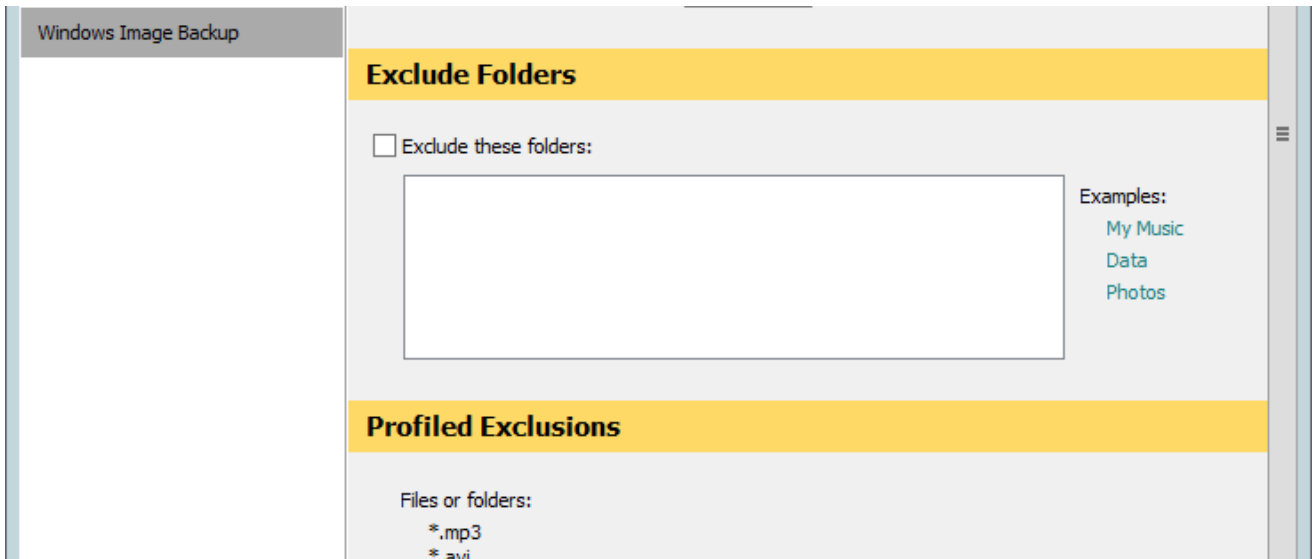 Windows Image Backup
Exclude Folders
Exclude these folders:
Examples:
My Music
Data
Photos
Profiled Exclusions
Files or folders:
*.mp3
*.avi